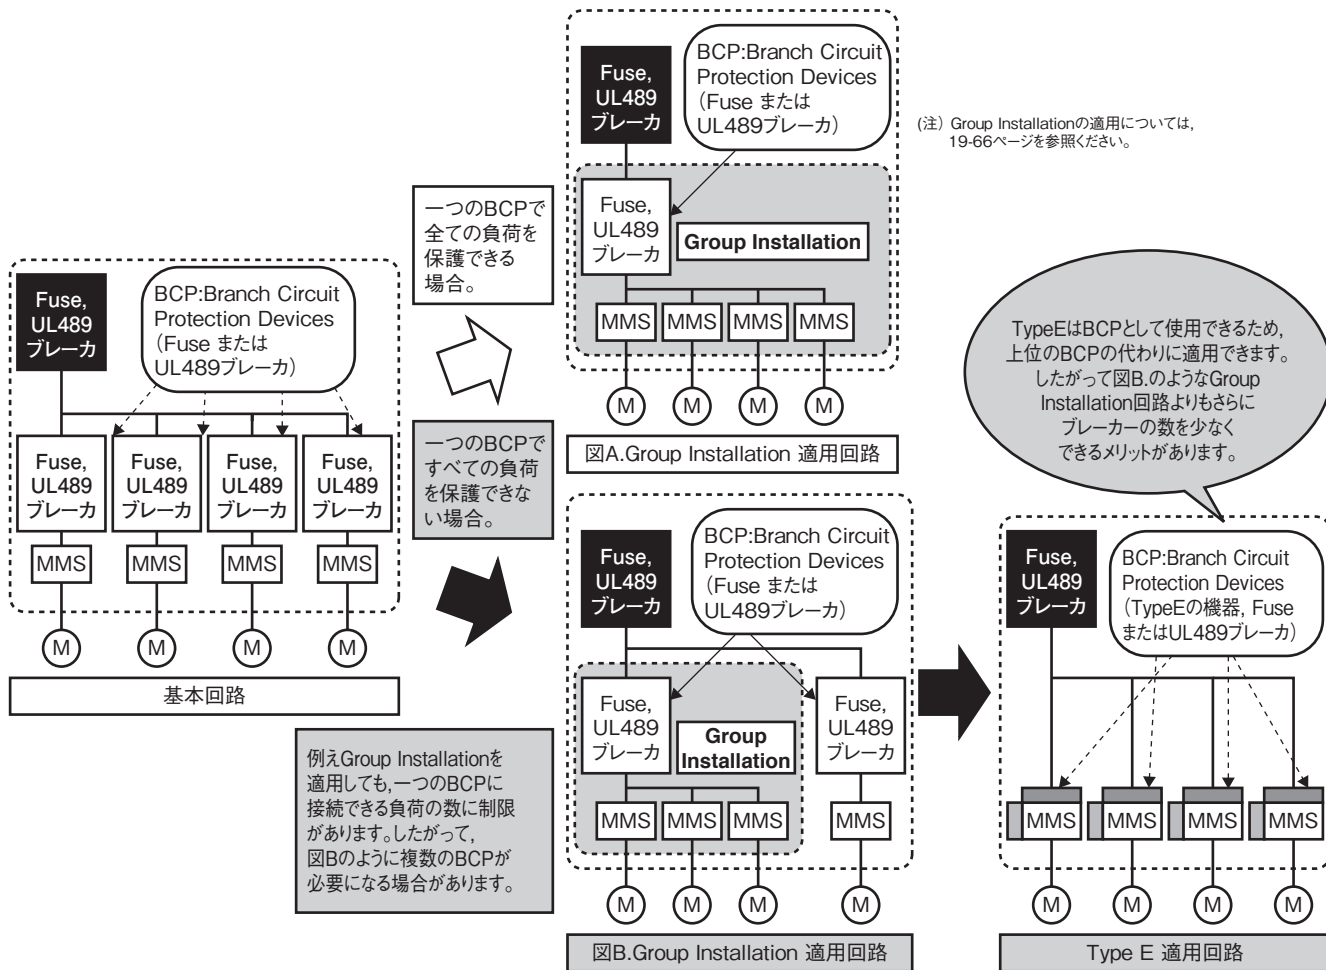 Fuse,
UL489
ブレーカ
BCP:Branch Circuit
Protection Devices
(Fuse または
UL489ブレーカ)
Fuse,
UL489
ブレーカ
Fuse,
UL489
ブレーカ
Fuse,
UL489
ブレーカ
Fuse,
UL489
ブレーカ
MMS
MMS
MMS
MMS
M
M
M
M
基本回路
一つのBCPで
全ての負荷を
保護できる
場合。
一つのBCPで
すべての負荷
を保護できな
い場合。
例えGroup Installationを
適用しても,一つのBCPに
接続できる負荷の数に制限
があります。したがって,
図Bのように複数のBCPが
必要になる場合があります。
Fuse,
UL489
ブレーカ
BCP:Branch Circuit
Protection Devices
(Fuse または
UL489ブレーカ)
Fuse,
UL489
ブレーカ
Group Installation
MMS
MMS
MMS
MMS
M
M
M
M
図A.Group Installation 適用回路
(注) Group Installationの適用については,
19-66ページを参照ください。
Fuse,
UL489
ブレーカ
BCP:Branch Circuit
Protection Devices
(Fuse または
UL489ブレーカ)
Fuse,
UL489
ブレーカ
Group
Installation
Fuse,
UL489
ブレーカ
MMS
MMS
MMS
MMS
M
M
M
M
図B.Group Installation 適用回路
TypeEはBCPとして使用できるため,
上位のBCPの代わりに適用できます。
したがって図B.のようなGroup
Installation回路よりもさらに
ブレーカーの数を少なく
できるメリットがあります。
Fuse,
UL489
ブレーカ
BCP:Branch Circuit
Protection Devices
(TypeEの機器, Fuse
またはUL489ブレーカ)
MMS
MMS
MMS
MMS
M
M
M
M
Type E 適用回路